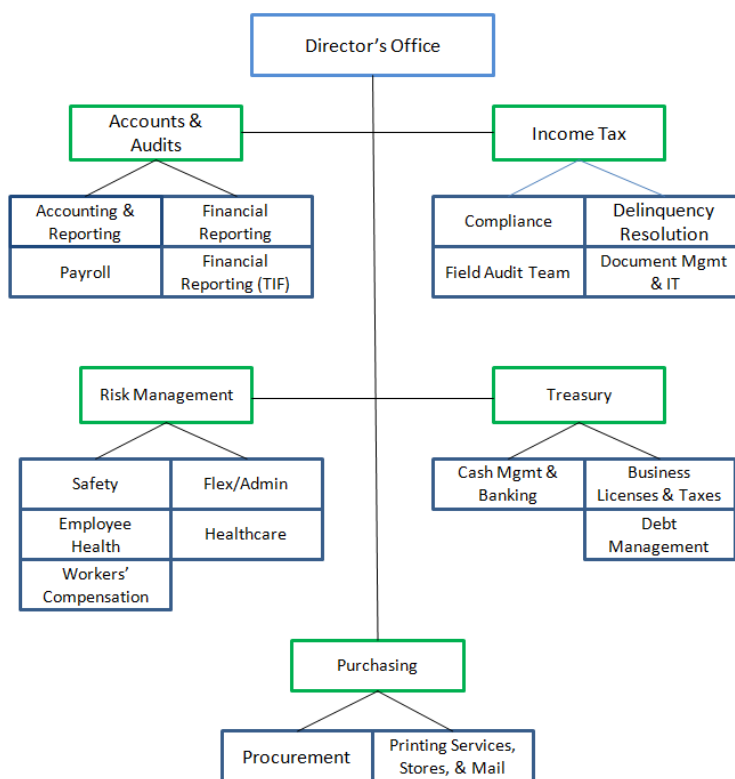 Director’s Office
Accounts &
Audits
Income Tax
Accounting &
Reporting
Financial
Reporting
Payroll
Financial
Reporting (TIF)
Compliance
Delinquency
Resolution
Field Audit Team
Document Mgmt
& IT
Risk Management
Treasury
Safety
Flex/Admin
Employee
Health
Healthcare
Workers’
Compensation
Cash Mgmt &
Banking
Business
Licenses & Taxes
Debt
Management
Purchasing
Procurement
Printing Services,
Stores, & Mail